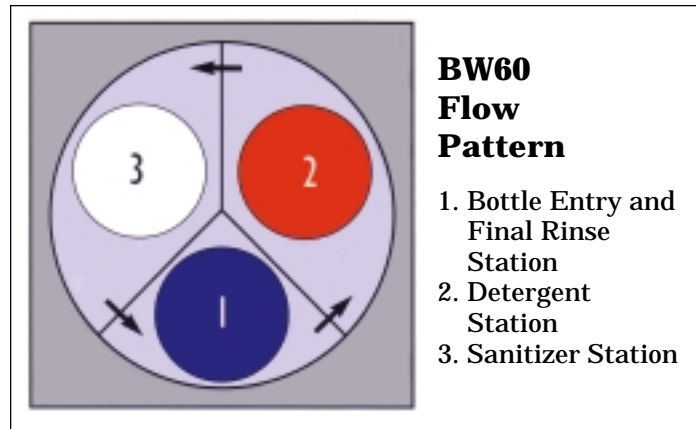 3
2
1
BW60
Flow
Pattern
1. Bottle Entry and
Final Rinse
Station
2. Detergent
Station
3. Sanitizer Station